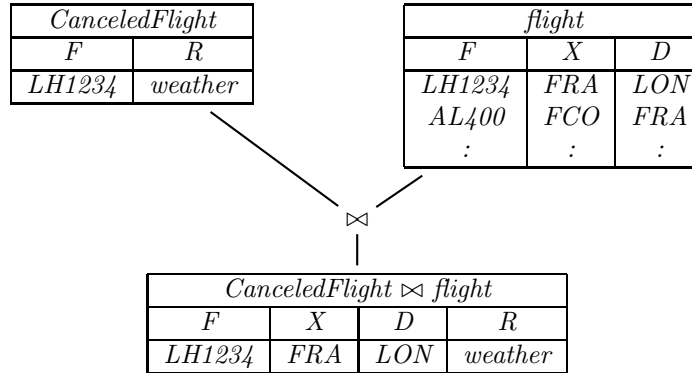 CanceledFlight
F R
LH1234 weather
flight
F X D
LH1234 FRA LON
AL400 FCO FRA
: : :
⋈
CanceledFlight ⋈ flight
F X D R
LH1234 FRA LON weather